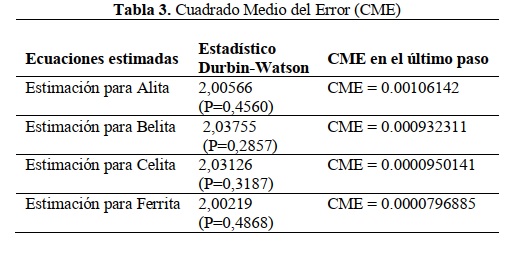 Tabla 3. Cuadrado Medio del Error (CME)
Ecuaciones estimadas Estadístico Durbin-Watson CME en el último paso
Estimación para Alita 2,00566 CME = 0.00106142
(P=0,4560)
Estimación para Belita 2,03755 CME = 0.000932311
(P=0,2857)
Estimación para Celita 2,03126 CME = 0.0000950141
(P=0,3187)
Estimación para Ferrita 2,00219 CME = 0.0000796885
(P=0,4868)